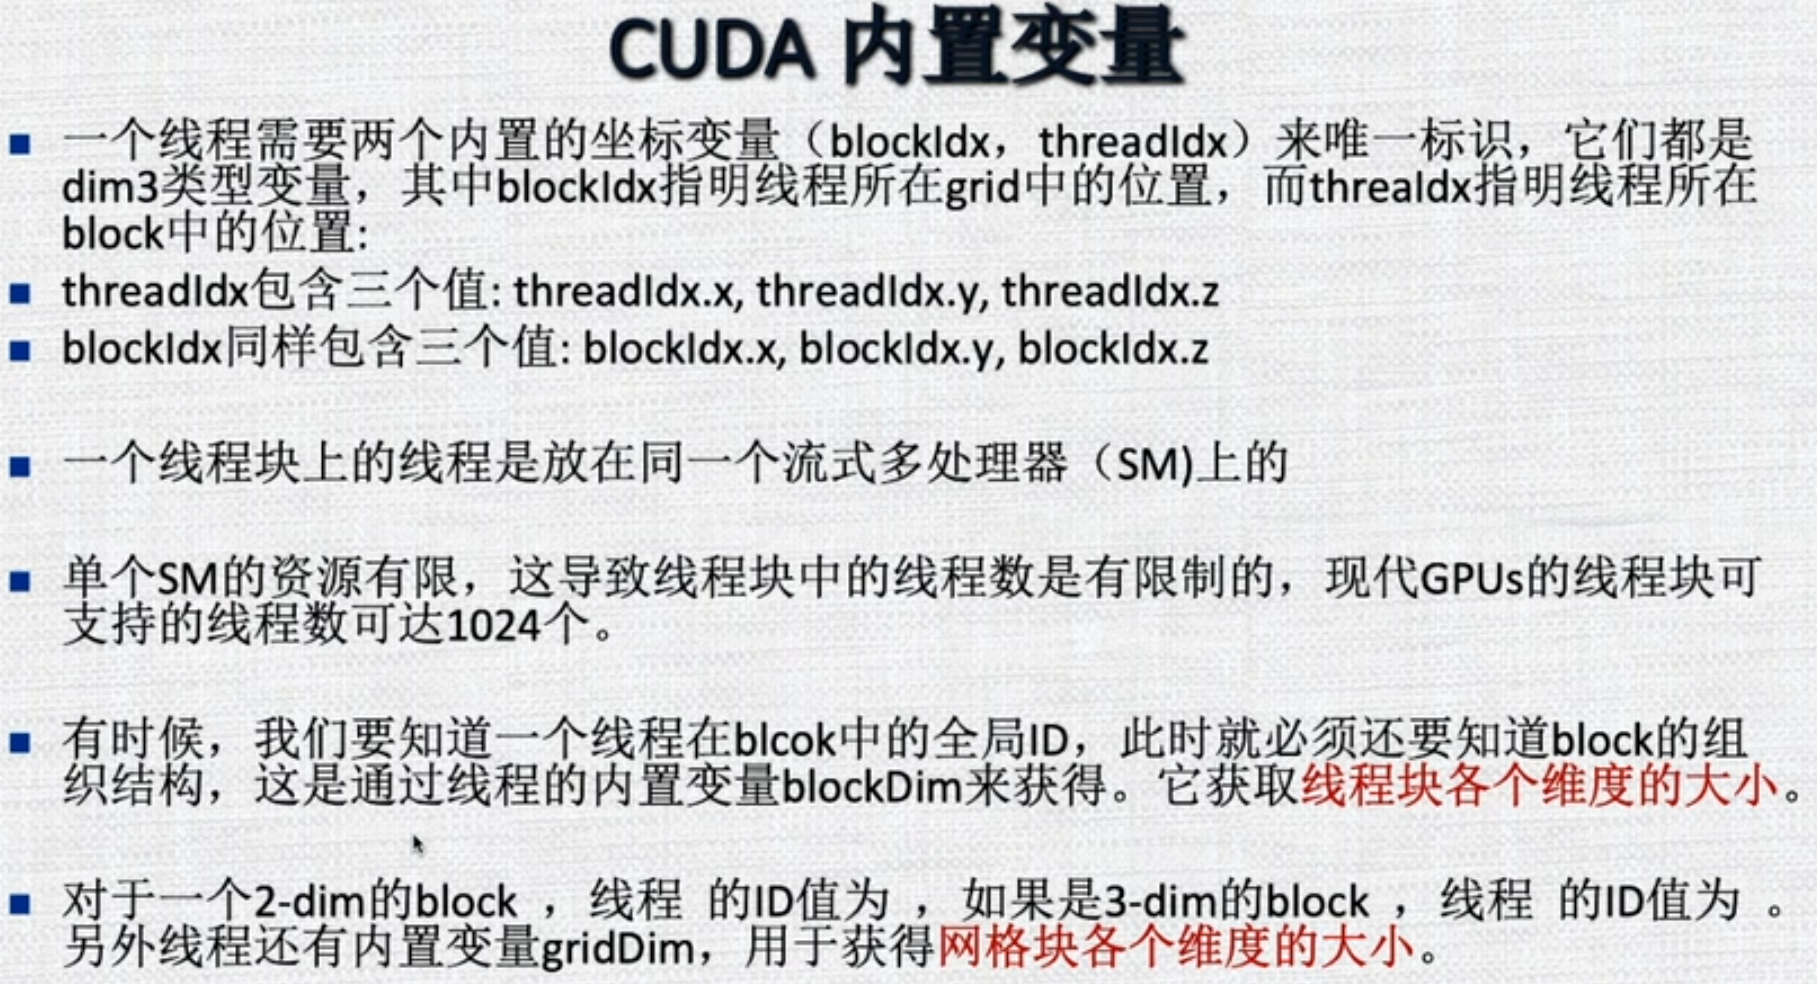 CUDA 内置变量
一个线程需要两个内置的坐标变量（blockIdx，threadIdx）来唯一标识，它们都是
dim3类型变量，其中blockIdx指明线程所在grid中的位置，而threaIdx指明线程所在
block中的位置:
threadIdx包含三个值: threadIdx.x, threadIdx.y, threadIdx.z
blockIdx同样包含三个值: blockIdx.x, blockIdx.y, blockIdx.z
一个线程块上的线程是放在同一个流式多处理器（SM)上的
单个SM的资源有限，这导致线程块中的线程数是有限制的，现代GPUs的线程块可
支持的线程数可达1024个。
有时候，我们要知道一个线程在blcok中的全局ID，此时就必须还要知道block的组
织结构，这是通过线程的内置变量blockDim来获得。它获取线程块各个维度的大小。
对于一个2-dim的block ，线程 的ID值为 ，如果是3-dim的block ，线程 的ID值为 。
另外线程还有内置变量gridDim，用于获得网格块各个维度的大小。